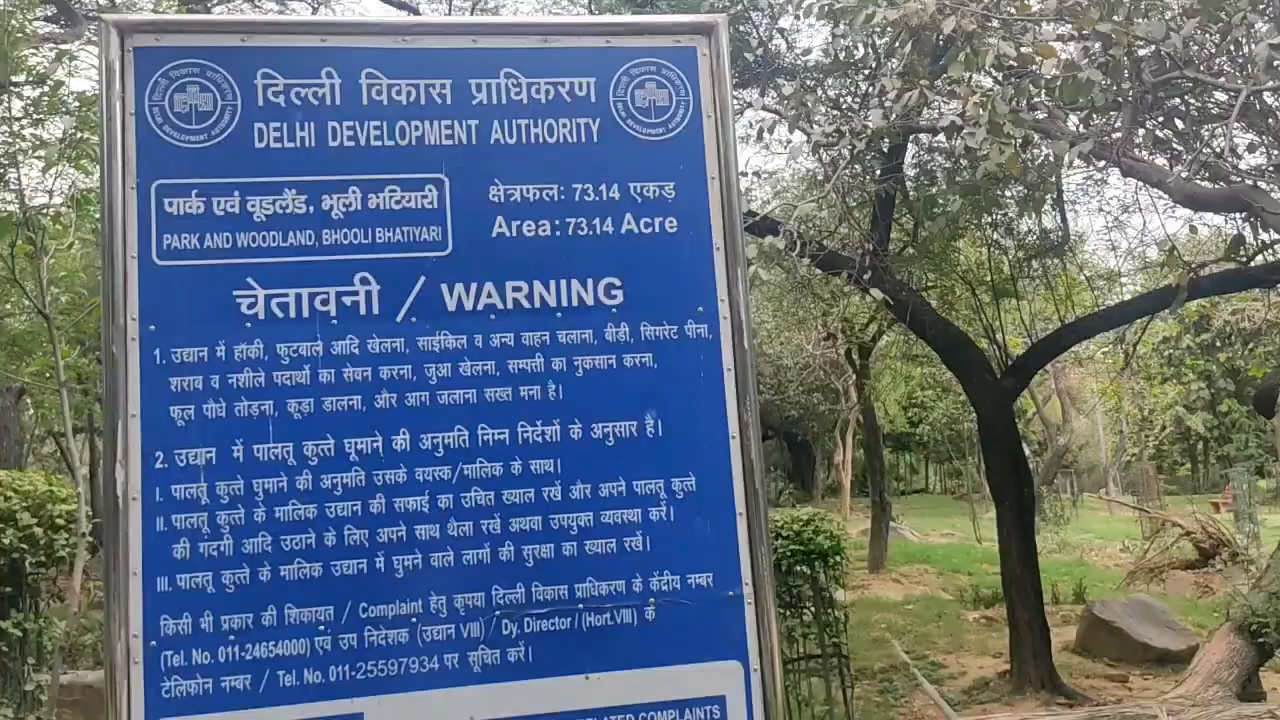 दिल्ली विकास प्राधिकरण
DELHI DEVELOPMENT AUTHORITY
पार्क एवं वूडलैंड, भूली भटियारी
PARK AND WOODLAND, BHOOLI BHATIYARI
क्षेत्रफल: 73.14 एकड़
Area: 73.14 Acre
चेतावनी / WARNING
1. उद्यान में हॉकी, फुटबाल आदि खेलना, साईकिल व अन्य वाहन चलाना, बीड़ी, सिगरेट पीना,
शराब व नशीले पदार्थो का सेवन करना, जुआ खेलना, सम्पत्ती का नुकसान करना,
फूल पौधे तोड़ना, कूड़ा डालना, और आग जलाना सख्त मना है।
2. उद्यान में पालतू कुत्ते घूमाने की अनुमति निम्न निर्देशों के अनुसार है।
I. पालतू कुत्ते घुमाने की अनुमति उसके वयस्क/मालिक के साथ।
II. पालतू कुत्ते के मालिक उद्यान की सफाई का उचित ख्याल रखें और अपने पालतू कुत्ते
की गंदगी आदि उठाने के लिए अपने साथ थैला रखें अथवा उपयुक्त व्यवस्था करें।
III. पालतू कुत्ते के मालिक उद्यान में घुमने वाले लागों की सुरक्षा का ख्याल रखें।
किसी भी प्रकार की शिकायत / Complaint हेतु कृपया दिल्ली विकास प्राधिकरण के केंद्रीय नम्बर
(Tel. No. 011-24654000) एवं उप निदेशक (उद्यान VIII) / Dy. Director / (Hort.VIII) के
टेलिफोन नम्बर / Tel. No. 011-25597934 पर सूचित करें।
COMPLAINTS